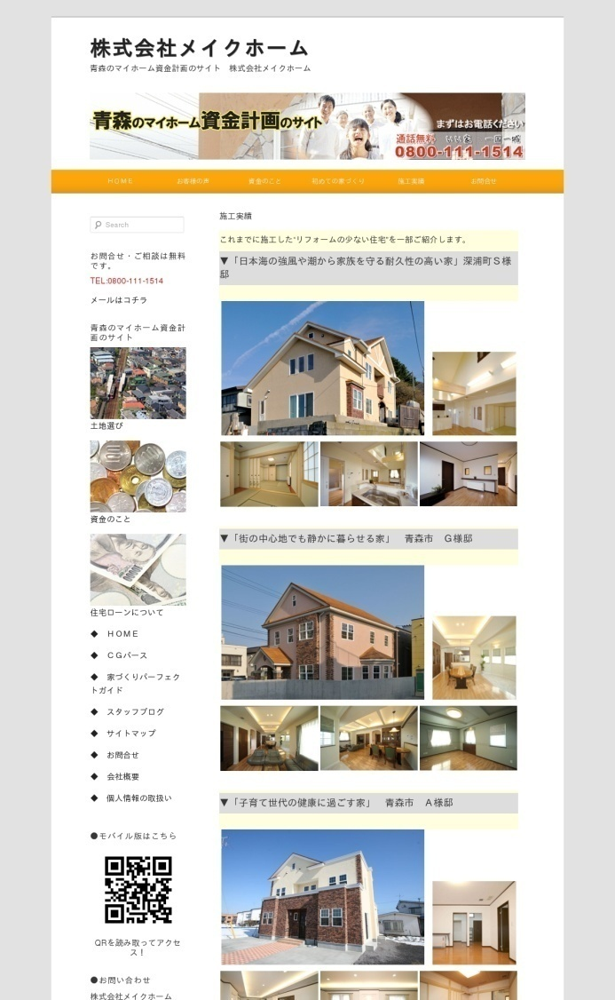 株式会社メイクホーム
青森のマイホーム資金計画のサイト　株式会社メイクホーム
青森のマイホーム資金計画のサイト
まずはお電話ください
通話無料
0800-111-1514
ＨＯＭＥ　お客様の声　資金のこと　初めての家づくり　施工実績　お問合せ
Search
お問合せ・ご相談は無料
です。
TEL:0800-111-1514
メールはコチラ
青森のマイホーム資金計
画のサイト
土地選び
資金のこと
住宅ローンについて
◆　ＨＯＭＥ
◆　ＣＧパース
◆　家づくりパーフェク
トガイド
◆　スタッフブログ
◆　サイトマップ
◆　お問合せ
◆　会社概要
◆　個人情報の取扱い
●モバイル版はこちら
QRを読み取ってアクセ
ス！
●お問い合わせ
株式会社メイクホーム
施工実績
これまでに施工した“リフォームの少ない住宅”を一部ご紹介します。
▼「日本海の強風や潮から家族を守る耐久性の高い家」深浦町Ｓ様
邸
▼「街の中心地でも静かに暮らせる家」　青森市　Ｇ様邸
▼「子育て世代の健康に過ごす家」　青森市　Ａ様邸